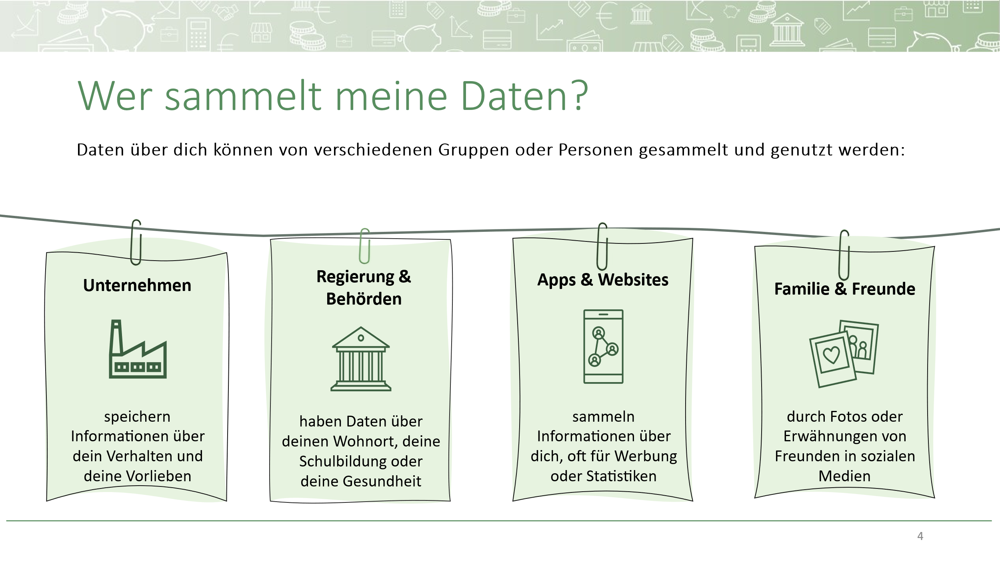 Wer sammelt meine Daten?
Daten über dich können von verschiedenen Gruppen oder Personen gesammelt und genutzt werden:
Unternehmen
speichern
Informationen über
dein Verhalten und
deine Vorlieben
Regierung &
Behörden
haben Daten über
deinen Wohnort, deine
Schulbildung oder
deine Gesundheit
Apps & Websites
sammeln
Informationen über
dich, oft für Werbung
oder Statistiken
Familie & Freunde
durch Fotos oder
Erwähnungen von
Freunden in sozialen
Medien
4